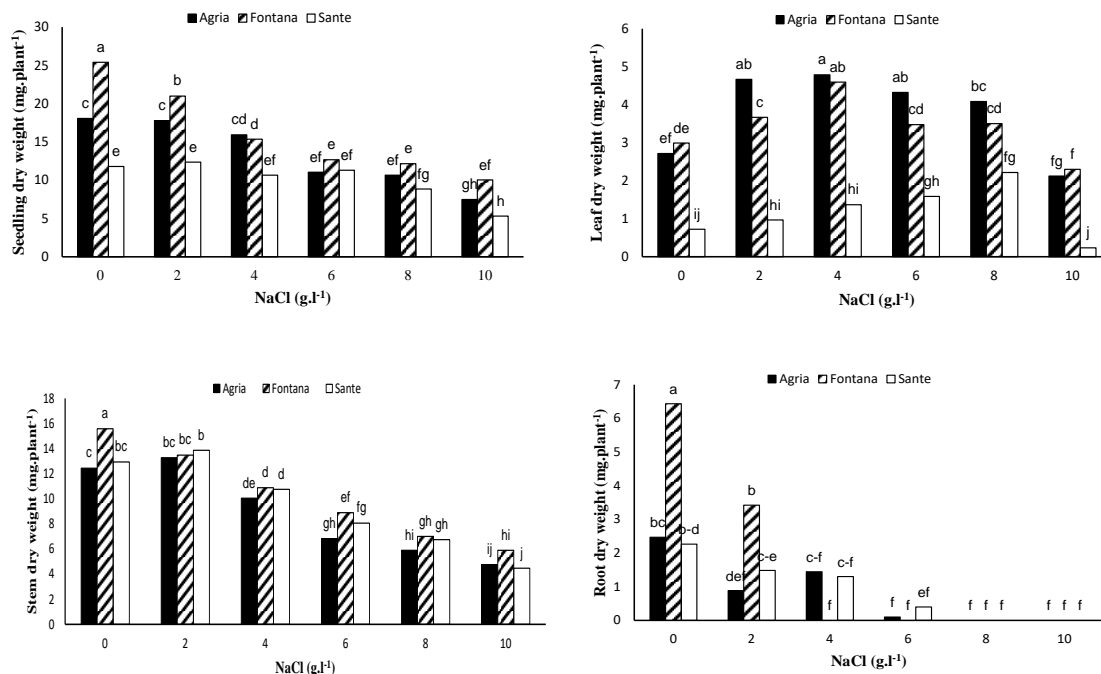 Agria Fontana Sante
Seedling dry weight (mg.plant-1)
30
25
20
15
10
5
0
c a e
c b e
cd d ef
ef e ef
ef e fg
gh ef h
0 2 4 6 8 10
NaCl (g.l-1)
Agria Fontana Sante
Leaf dry weight (mg.plant-1)
6
5
4
3
2
1
0
ef de ij
ab c hi
a ab hi
ab cd gh
bc cd fg
fg f j
0 2 4 6 8 10
NaCl (g.l-1)
Agria Fontana Sante
Stem dry weight (mg.plant-1)
18
16
14
12
10
8
6
4
2
0
c a bc
bc bc b
de d d
gh ef fg
hi gh gh
ij hi j
0 2 4 6 8 10
NaCl (g.l-1)
Agria Fontana Sante
Root dry weight (mg.plant-1)
7
6
5
4
3
2
1
0
bc a b-d
def b c-e
c-f f c-f
f f ef
f f f
f f f
0 2 4 6 8 10
NaCl (g.l-1)